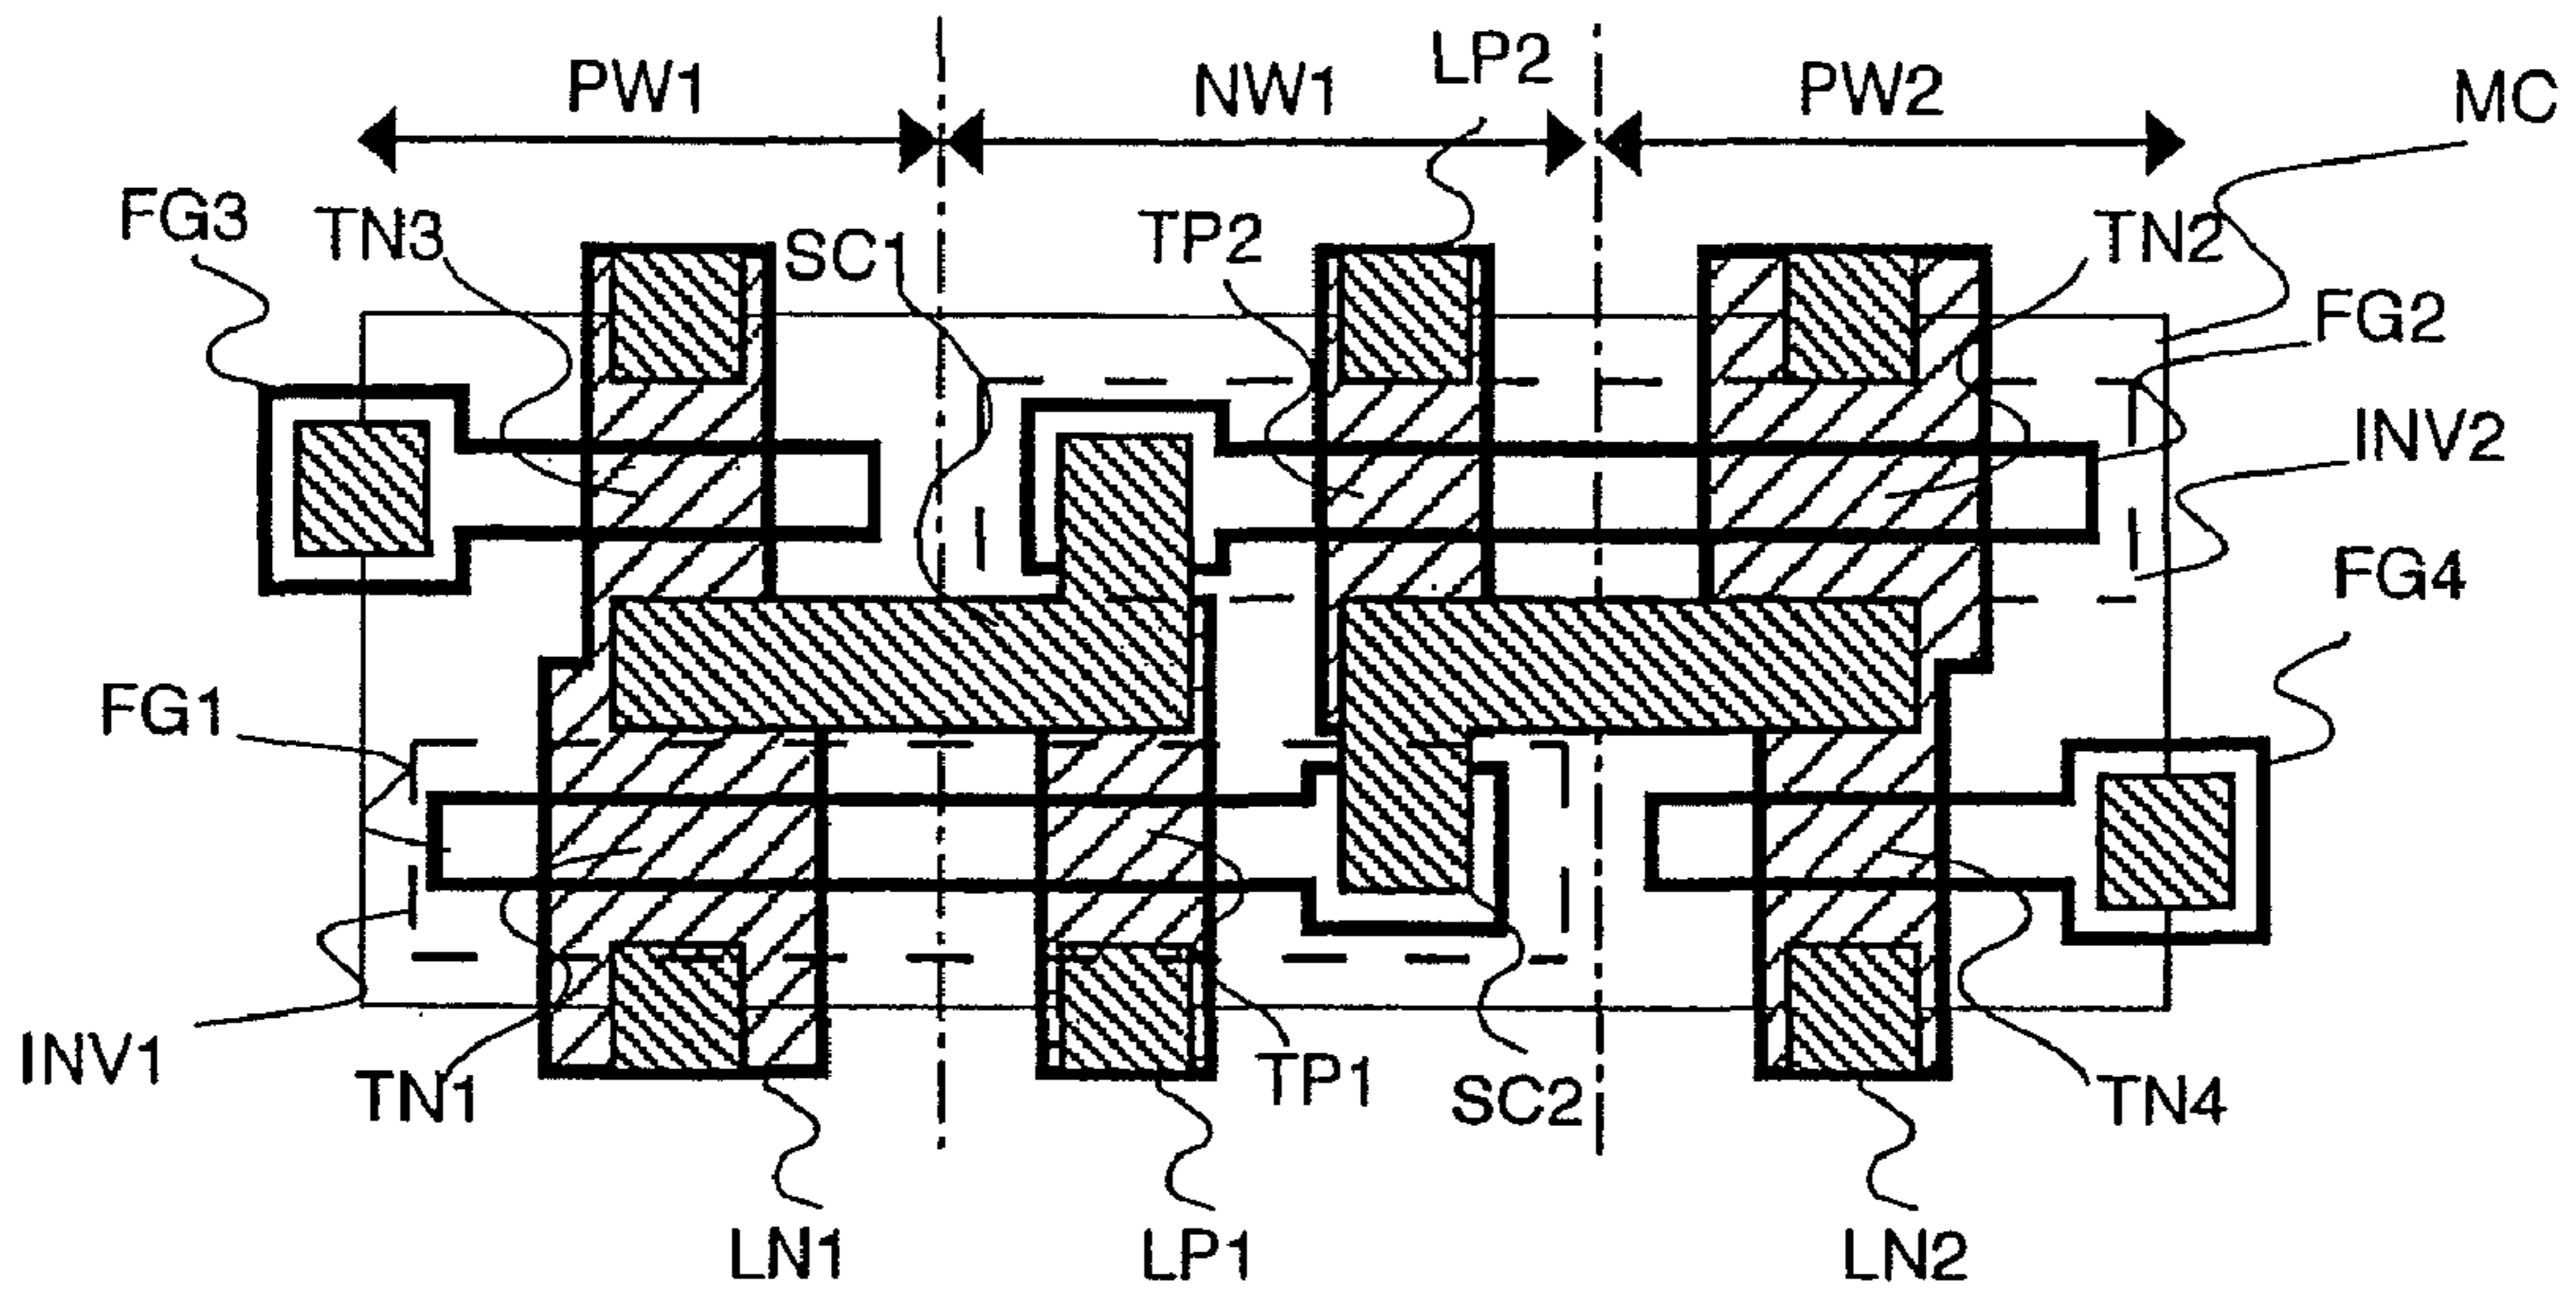 PW1
NW1
LP2
PW2
MC
FG3
TN3
SC1
TP2
TN2
FG2
INV2
FG4
FG1
INV1
TN1
TP1
SC2
TN4
LN1
LP1
LN2